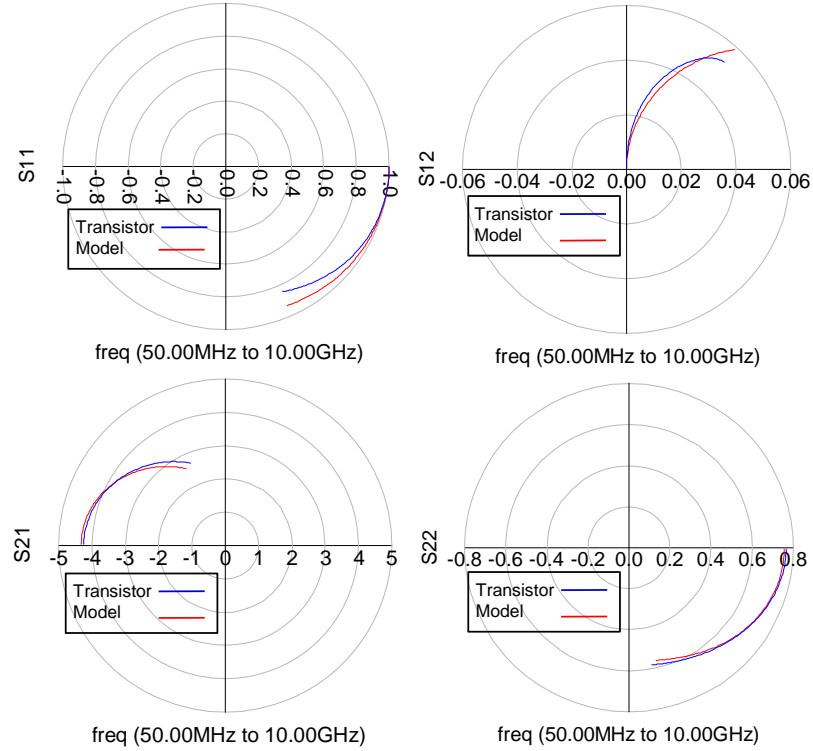 S11
-1.0 -0.8 -0.6 -0.4 -0.2 0.0 0.2 0.4 0.6 0.8 1.0
Transistor
Model
freq (50.00MHz to 10.00GHz)
S12
-0.06 -0.04 -0.02 0.00 0.02 0.04 0.06
Transistor
Model
freq (50.00MHz to 10.00GHz)
S21
-5 -4 -3 -2 -1 0 1 2 3 4 5
Transistor
Model
freq (50.00MHz to 10.00GHz)
S22
-0.8 -0.6 -0.4 -0.2 0.0 0.2 0.4 0.6 0.8
Transistor
Model
freq (50.00MHz to 10.00GHz)